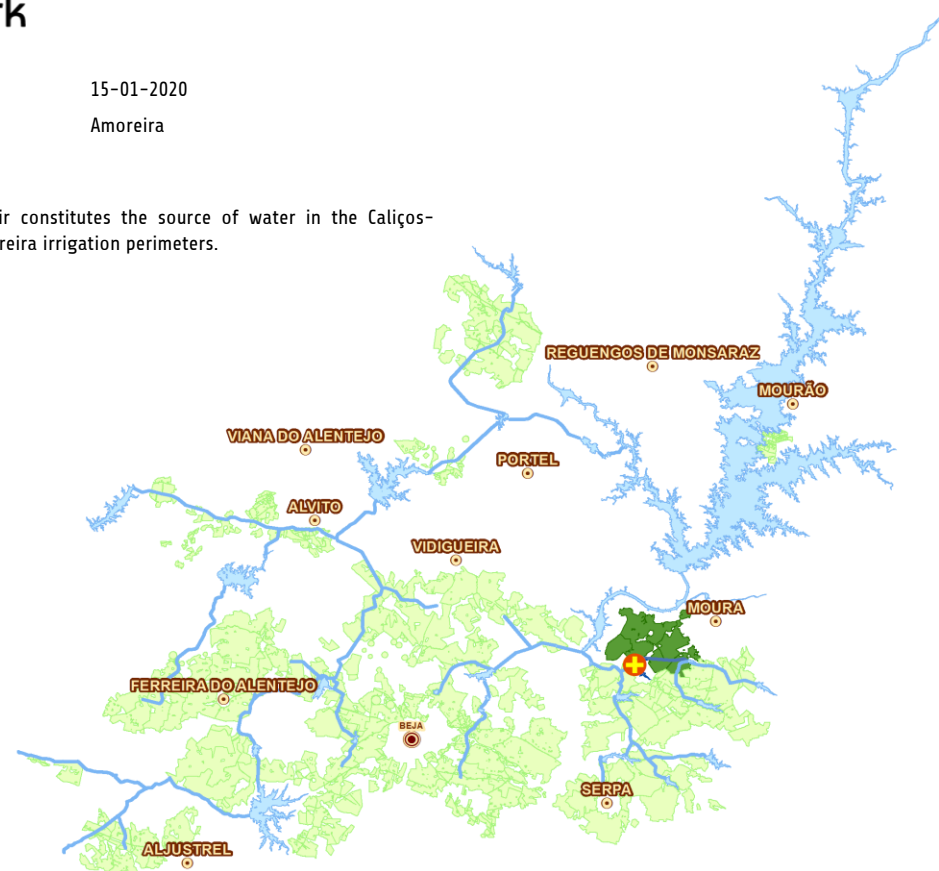 rk
15-01-2020
Amoreira
ir constitutes the source of water in the Caliços-
reira irrigation perimeters.
REGUENGOS DE MONSARAZ
MOURÃO
VIANA DO ALENTEJO
PORTEL
ALVITO
VIDIGUEIRA
MOURA
FERREIRA DO ALENTEJO
BEJA
SERPA
ALJUSTREL